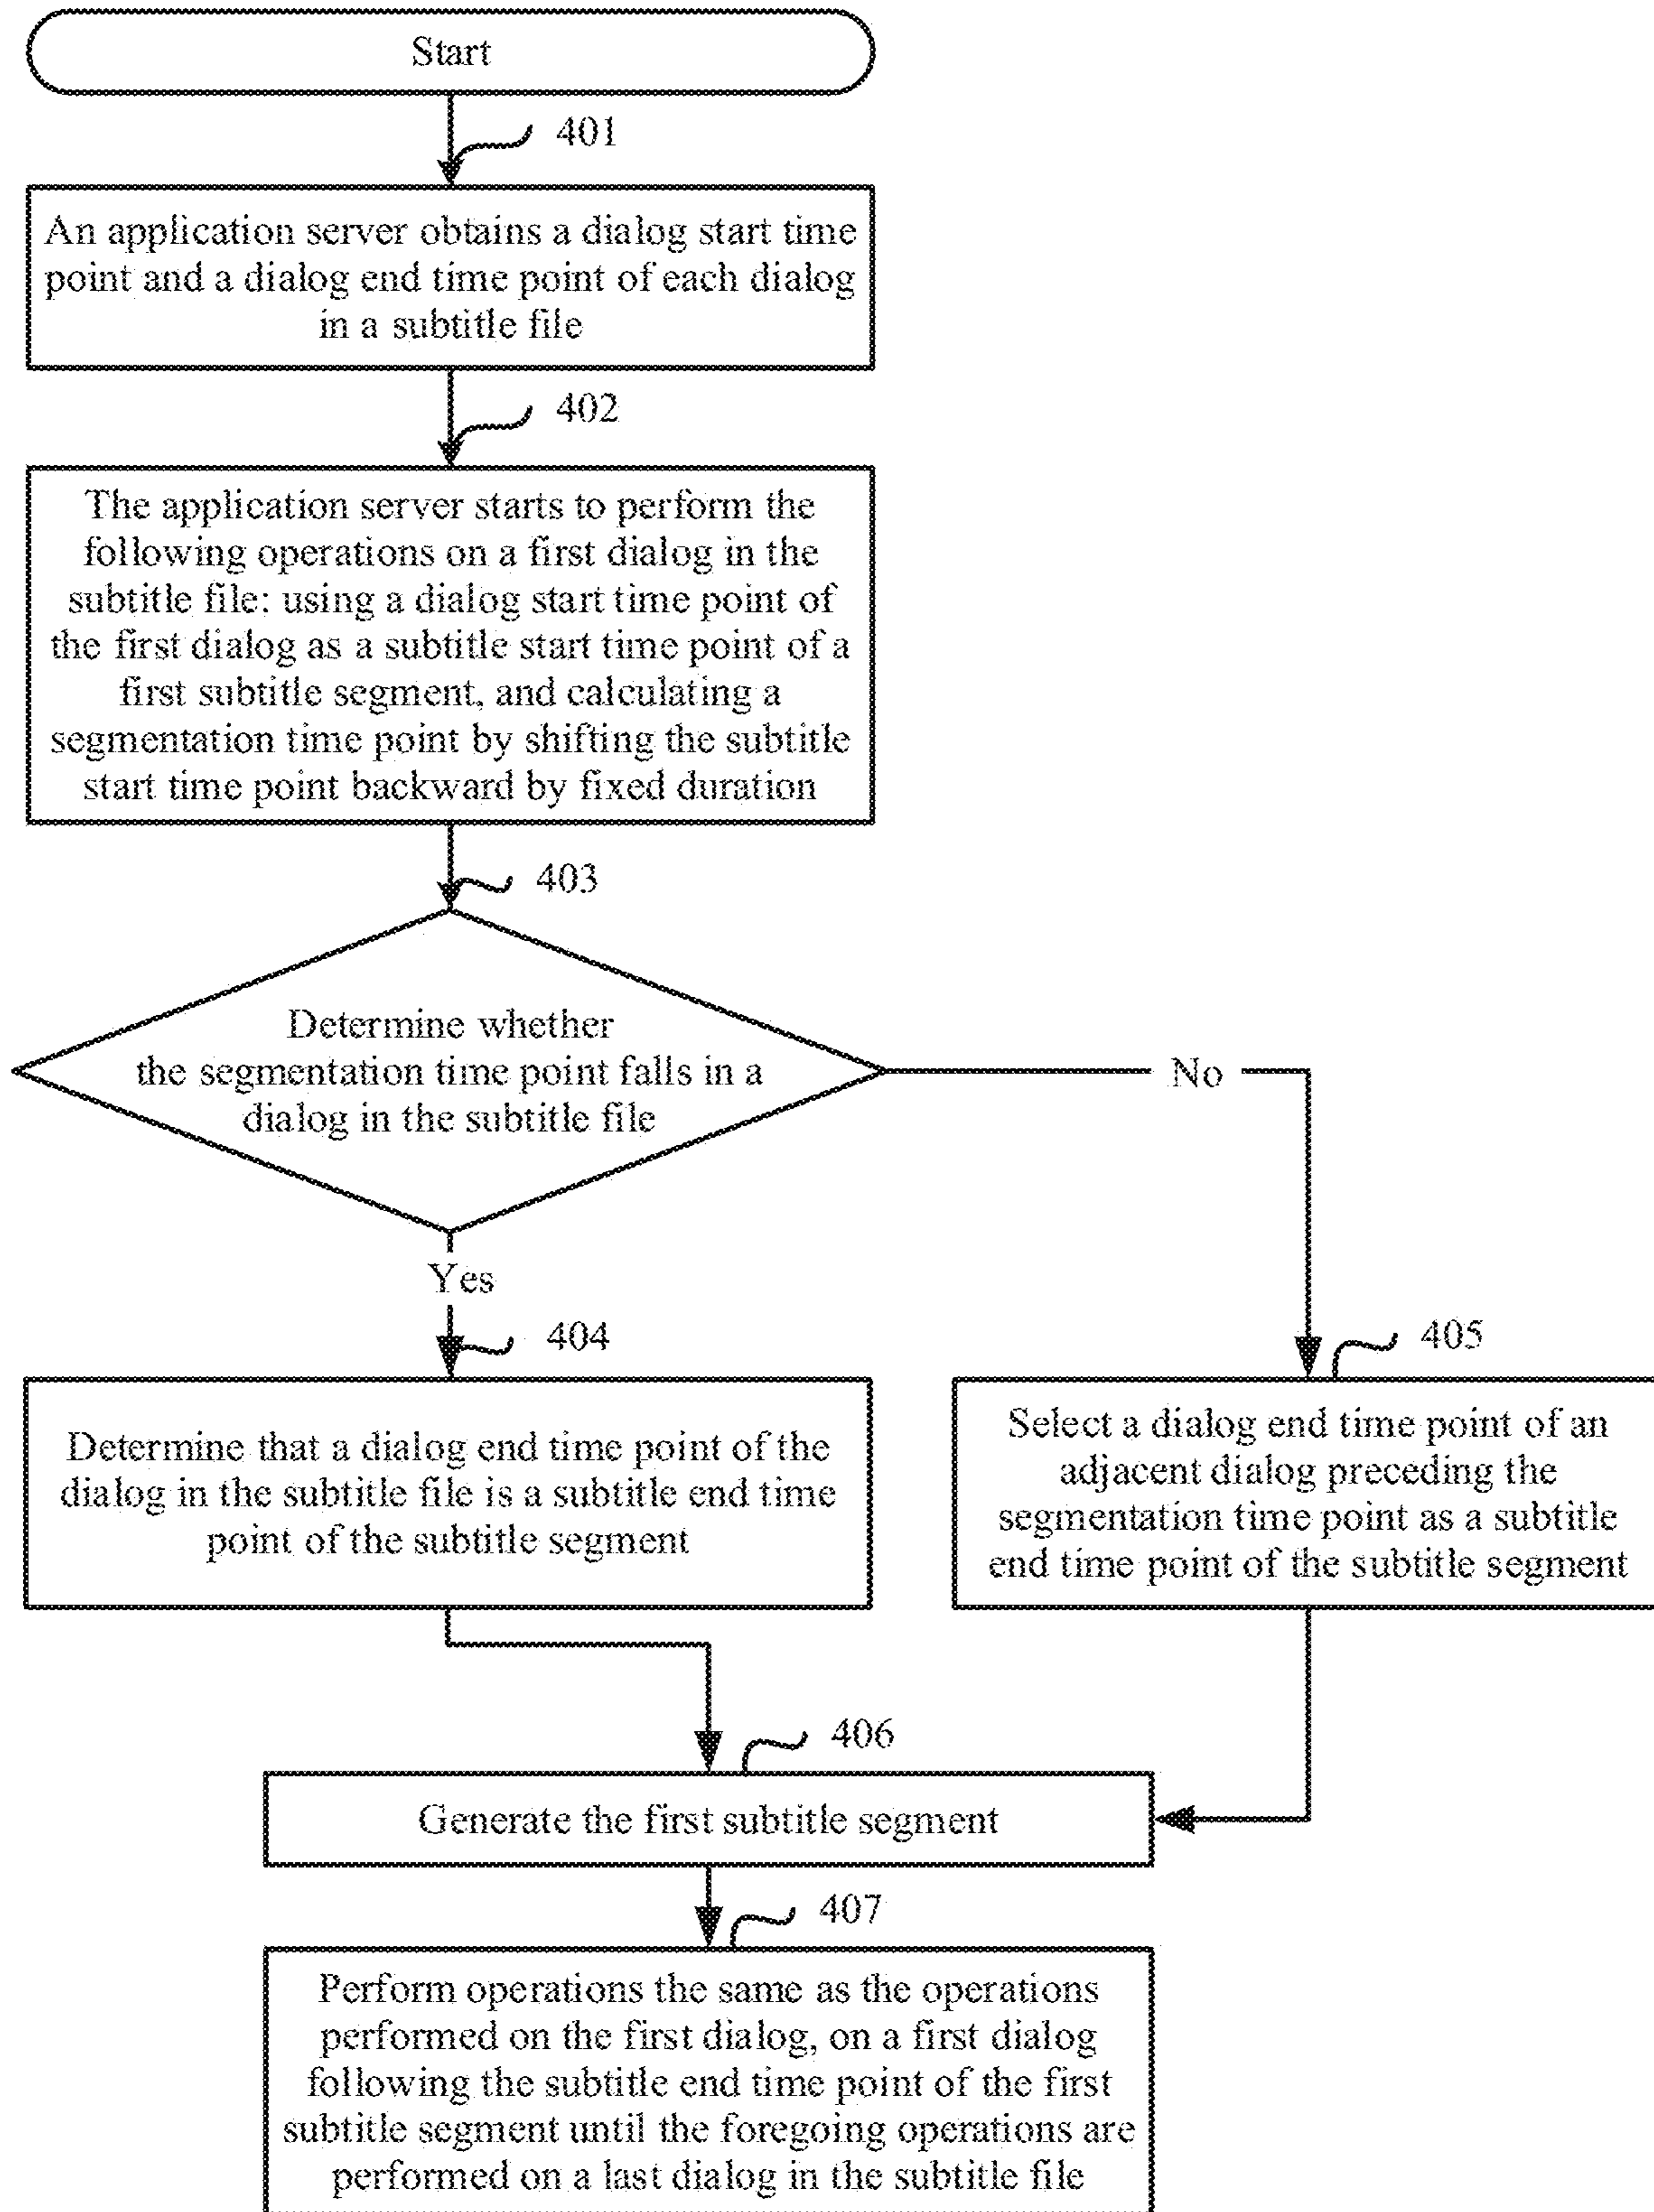 Start
401
An application server obtains a dialog start time
point and a dialog end time point of each dialog
in a subtitle file
402
The application server starts to perform the
following operations on a first dialog in the
subtitle file: using a dialog start time point of
the first dialog as a subtitle start time point of a
first subtitle segment, and calculating a
segmentation time point by shifting the subtitle
start time point backward by fixed duration
403
Determine whether
the segmentation time point falls in a
dialog in the subtitle file
No
Yes
404
405
Determine that a dialog end time point of the
dialog in the subtitle file is a subtitle end time
point of the subtitle segment
Select a dialog end time point of an
adjacent dialog preceding the
segmentation time point as a subtitle
end time point of the subtitle segment
406
Generate the first subtitle segment
407
Perform operations the same as the operations
performed on the first dialog, on a first dialog
following the subtitle end time point of the first
subtitle segment until the foregoing operations are
performed on a last dialog in the subtitle file